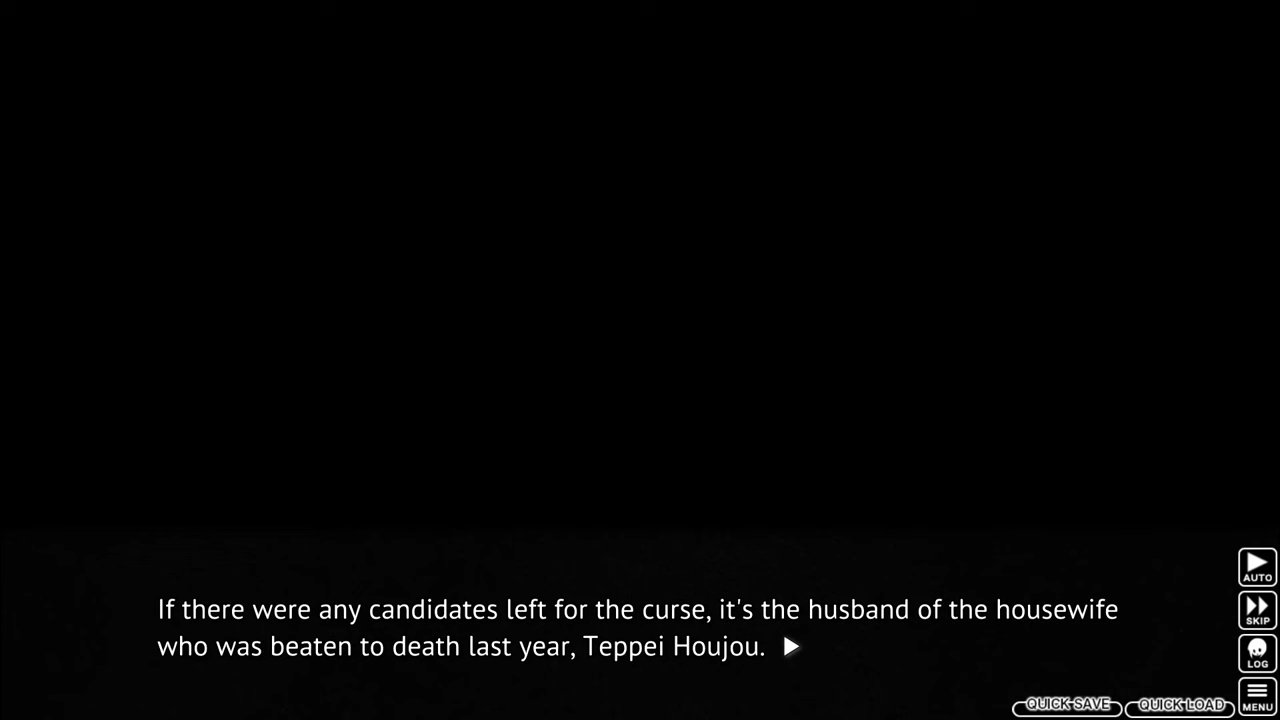 If there were any candidates left for the curse, it's the husband of the housewife
who was beaten to death last year, Teppei Houjou.
AUTO
SKIP
LOG
MENU
QUICK SAVE QUICK LOAD